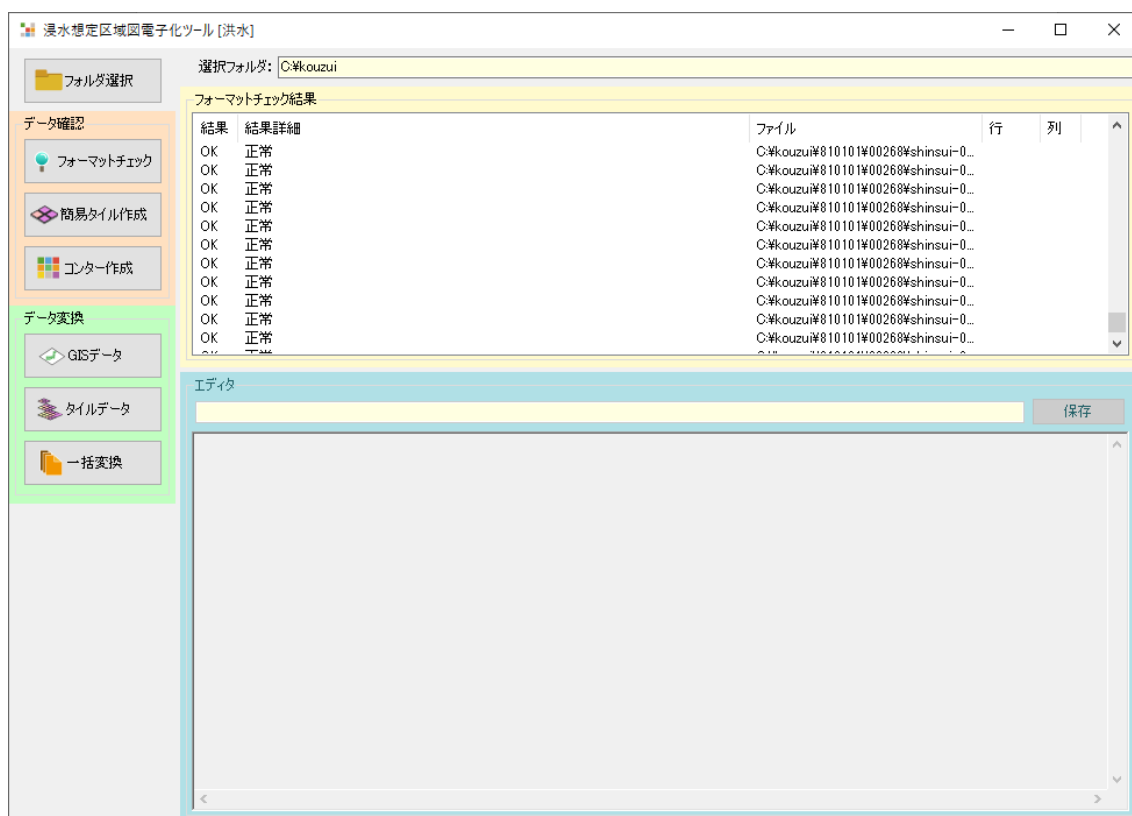 浸水想定区域図電子化ツール [洪水]
フォルダ選択
選択フォルダ: C:¥kouzui
フォーマットチェック結果
データ確認
結果 結果詳細 ファイル 行 列
OK 正常 C:¥kouzui¥810101¥00268¥shinsui-0...
フォーマットチェック
OK 正常 C:¥kouzui¥810101¥00268¥shinsui-0...
OK 正常 C:¥kouzui¥810101¥00268¥shinsui-0...
OK 正常 C:¥kouzui¥810101¥00268¥shinsui-0...
簡易タイル作成
OK 正常 C:¥kouzui¥810101¥00268¥shinsui-0...
OK 正常 C:¥kouzui¥810101¥00268¥shinsui-0...
OK 正常 C:¥kouzui¥810101¥00268¥shinsui-0...
コンター作成
OK 正常 C:¥kouzui¥810101¥00268¥shinsui-0...
OK 正常 C:¥kouzui¥810101¥00268¥shinsui-0...
OK 正常 C:¥kouzui¥810101¥00268¥shinsui-0...
データ変換
OK 正常 C:¥kouzui¥810101¥00268¥shinsui-0...
GISデータ
エディタ
タイルデータ
保存
一括変換